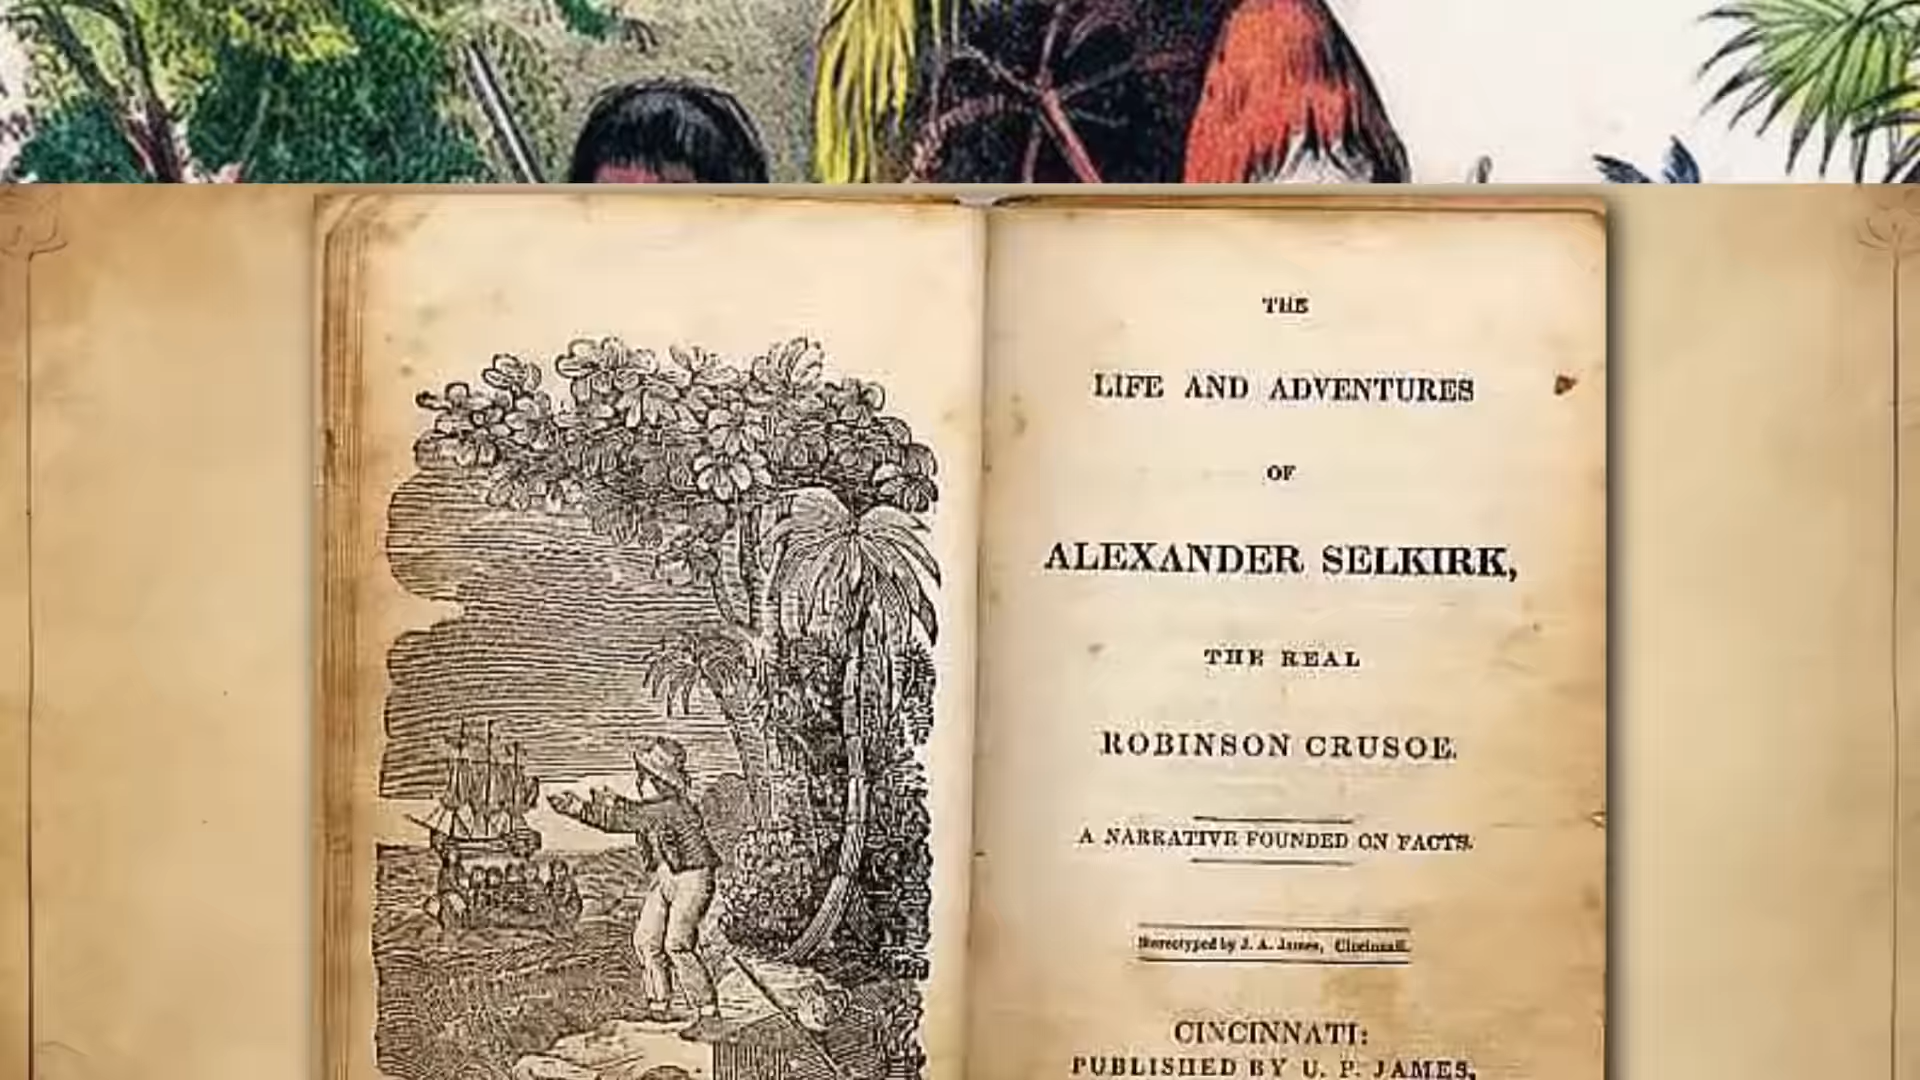 THE
LIFE AND ADVENTURES
OF
ALEXANDER SELKIRK,
THE REAL
ROBINSON CRUSOE.
A NARRATIVE FOUNDED ON FACTS.
Stereotyped by J. A. James, Cincinnati.
CINCINNATI:
PUBLISHED BY U. P. JAMES,